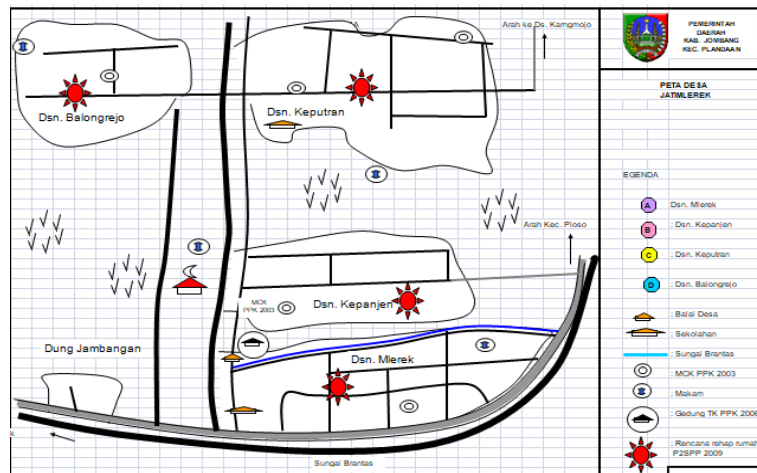 Arah ke Ds. Karngmojo
A
Dsn. Balongrejo
Dsn. Keputran
Arah Kec. Ploso
MCK
PPK 2003
Dsn. Kepanjen
Dung Jambangan
Dsn. Mlerek
k
Sungai Brantas
PEMERINTAH
DAERAH
KAB. JOMBANG
KEC. PLANDAAN
PETA DESA
JATIMLEREK
EGENDA
A Dsn. Mlerek
B : Dsn. Kepanjen
C : Dsn. Keputran
D : Dsn. Balongrejo
: Balai Desa
: Sekolahan
: Sungai Brantas
: MCK PPK 2003
: Makam
: Gedung TK PPK 2006
: Rencana rehap rumah
P2SPP 2009